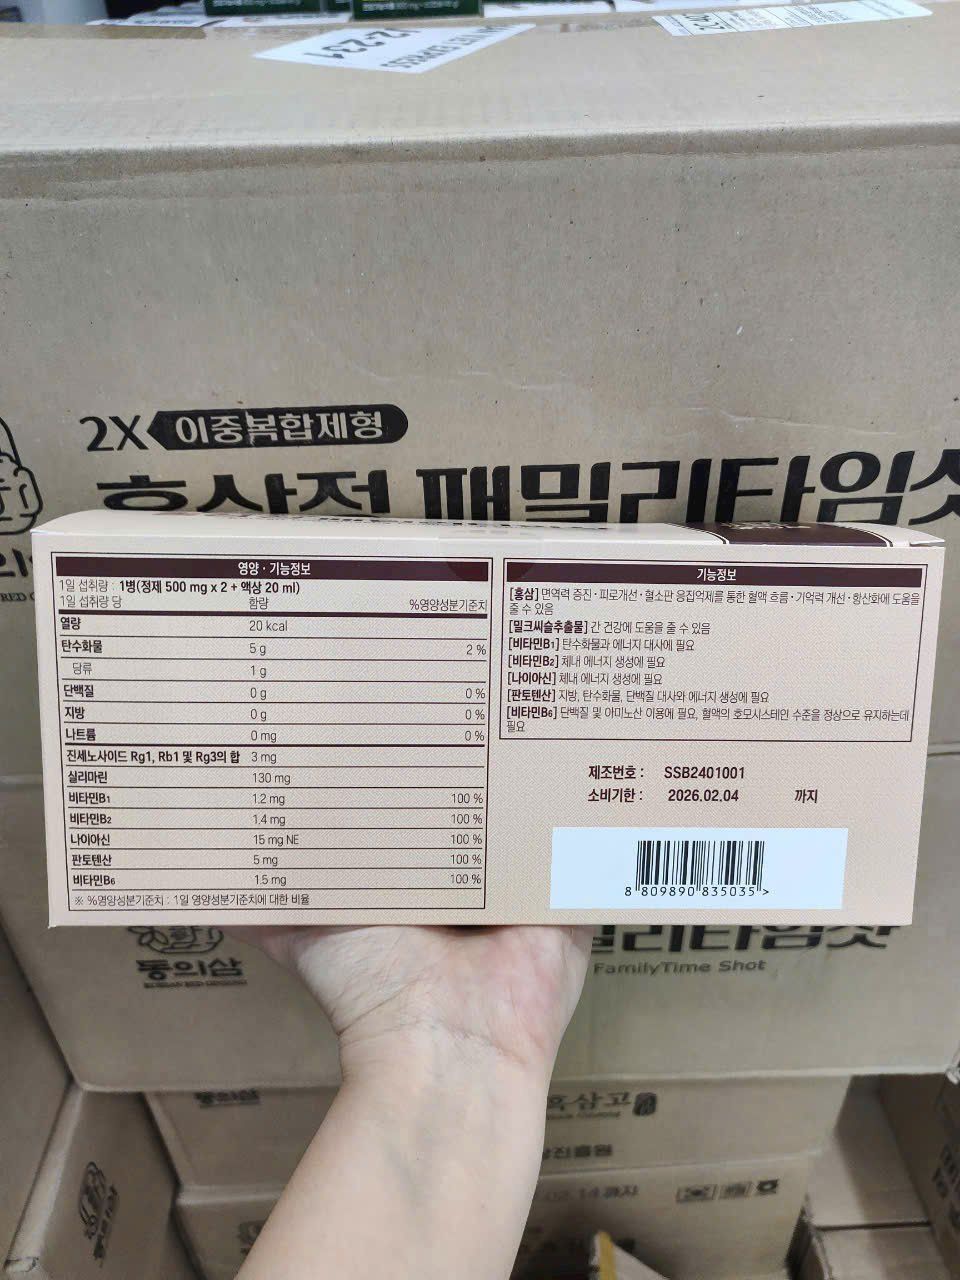 12-231
EXPRESS
2X 이중복합제형
홍삼정 패밀리타임샷
영양·기능정보
1일 섭취량 : 1병(정제 500 mg x 2 + 액상 20 ml)
1일 섭취량 당 함량 %영양성분기준치
열량 20 kcal
탄수화물 5 g 2 %
당류 1 g
단백질 0 g 0 %
지방 0 g 0 %
나트륨 0 mg 0 %
진세노사이드 Rg1, Rb1 및 Rg3의 합 3 mg
실리마린 130 mg
비타민B1 1.2 mg 100 %
비타민B2 1.4 mg 100 %
나이아신 15 mg NE 100 %
판토텐산 5 mg 100 %
비타민B6 1.5 mg 100 %
※ %영양성분기준치 : 1일 영양성분기준치에 대한 비율
기능정보
[홍삼] 면역력 증진·피로개선·혈소판 응집억제를 통한 혈액 흐름·기억력 개선·항산화에 도움을
줄 수 있음
[밀크씨슬추출물] 간 건강에 도움을 줄 수 있음
[비타민B1] 탄수화물과 에너지 대사에 필요
[비타민B2] 체내 에너지 생성에 필요
[나이아신] 체내 에너지 생성에 필요
[판토텐산] 지방, 탄수화물, 단백질 대사와 에너지 생성에 필요
[비타민B6] 단백질 및 아미노산 이용에 필요, 혈액의 호모시스테인 수준을 정상으로 유지하는데
필요
제조번호 : SSB2401001
소비기한 : 2026.02.04 까지
8 809890 835035 >
밀리타임샷
FamilyTime Shot
동의삼
동의삼
흑삼고
동의삼